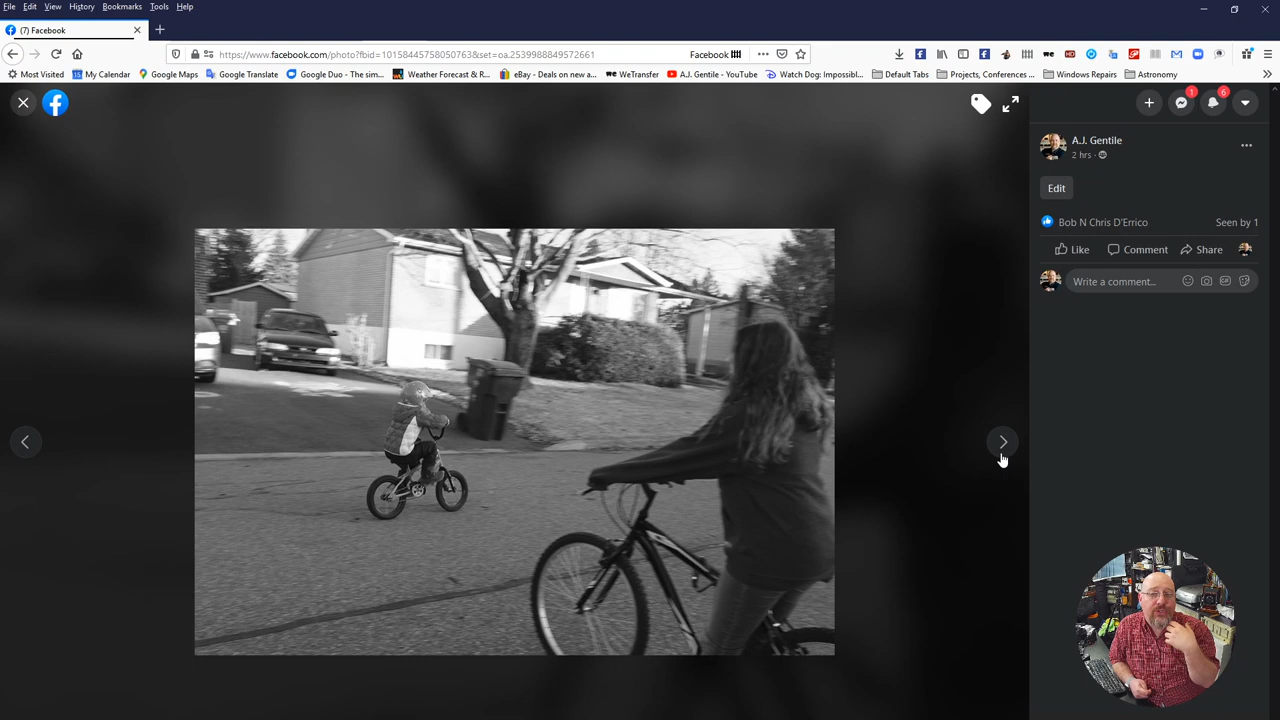 File Edit View History Bookmarks Tools Help
(7) Facebook
https://www.facebook.com/photo?fbid=10158445758050763&set=oa.2539988849572661 Facebook
Most Visited My Calendar Google Maps Google Translate Google Duo - The sim... Weather Forecast & R... eBay - Deals on new a... WeTransfer A.J. Gentile - YouTube Watch Dog: Impossibl... Default Tabs Projects, Conferences ... Windows Repairs Astronomy
1 6
A.J. Gentile
2 hrs ·
Edit
Bob N Chris D'Errico Seen by 1
Like Comment Share
Write a comment...